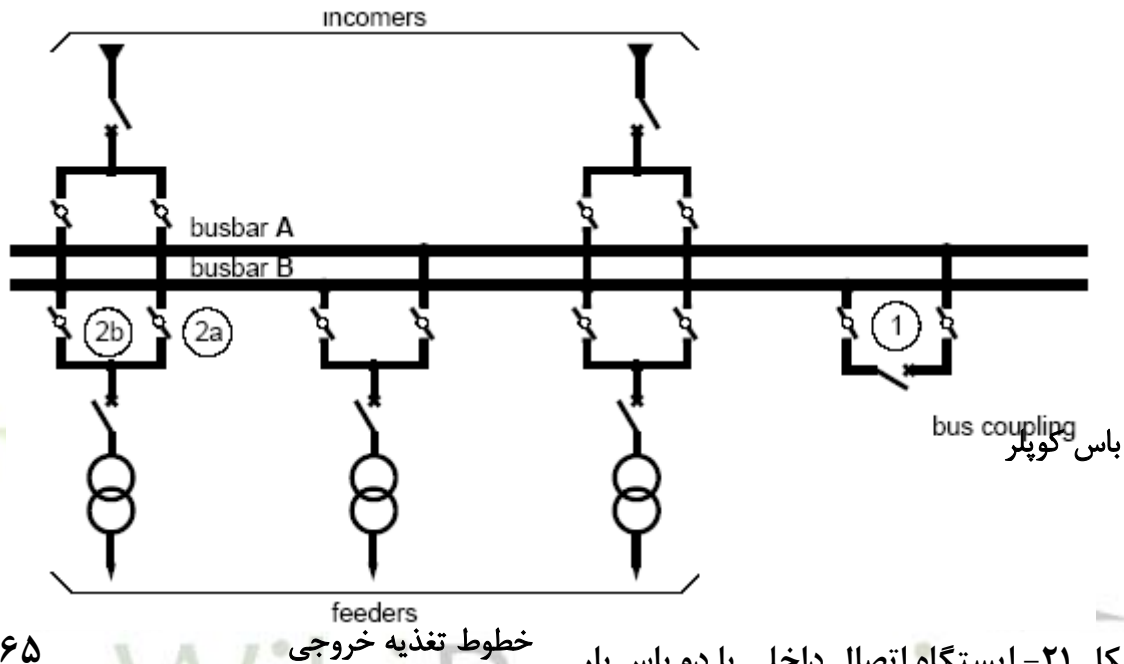 incomers
busbar A
busbar B
2b
2a
1
bus coupling
باس کوپلر
feeders
خطوط تغذیه خروجی
۶۵